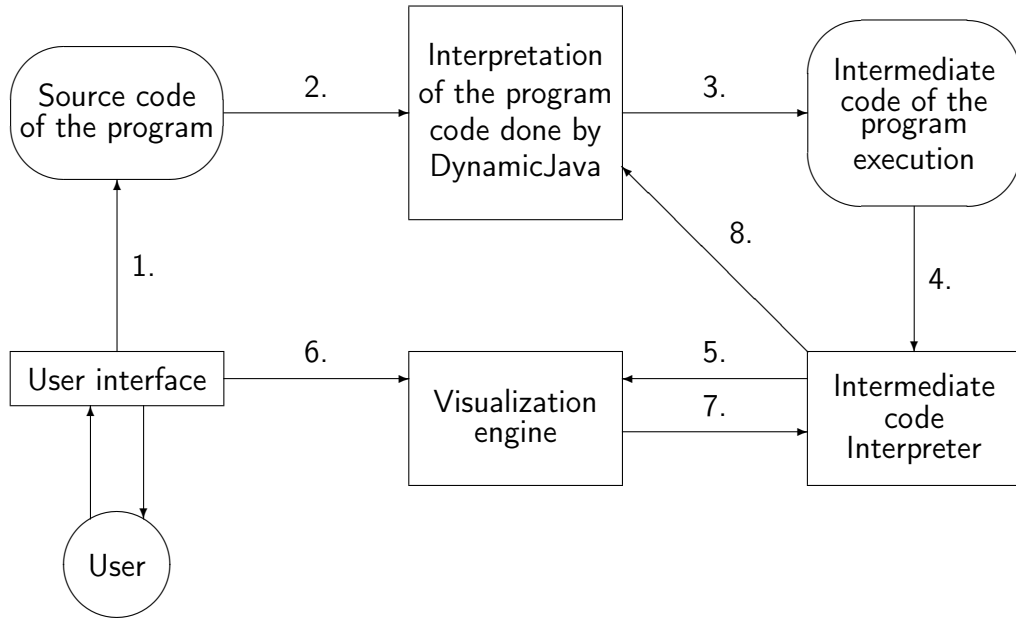 Source code
of the program
2.
Interpretation
of the program
code done by
DynamicJava
3.
Intermediate
code of the
program
execution
1.
8.
4.
User interface
6.
Visualization
engine
5.
7.
Intermediate
code
Interpreter
User